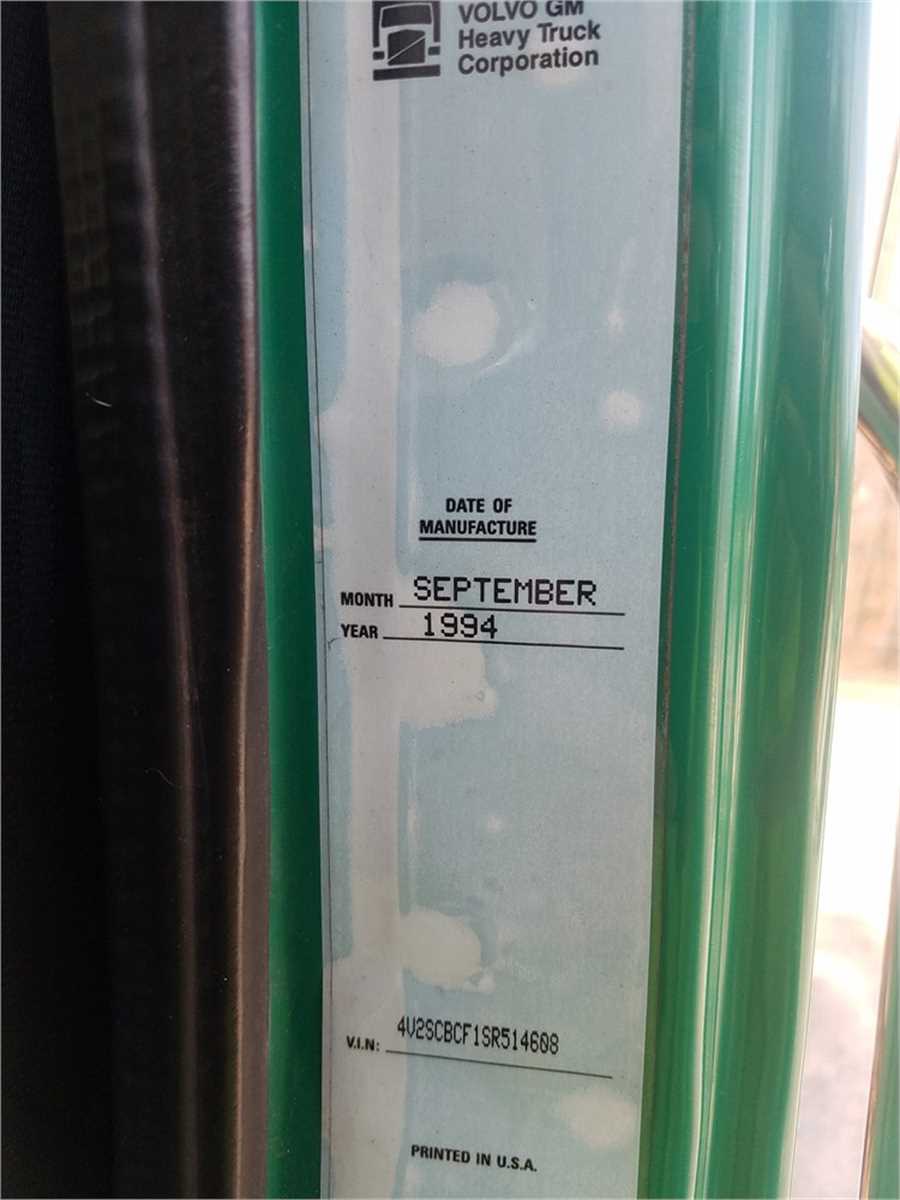 VOLVO GM
Heavy Truck
Corporation
DATE OF
MANUFACTURE
MONTH SEPTEMBER
YEAR 1994
V.I.N: 4V2SCBCF1SR514608
PRINTED IN U.S.A.